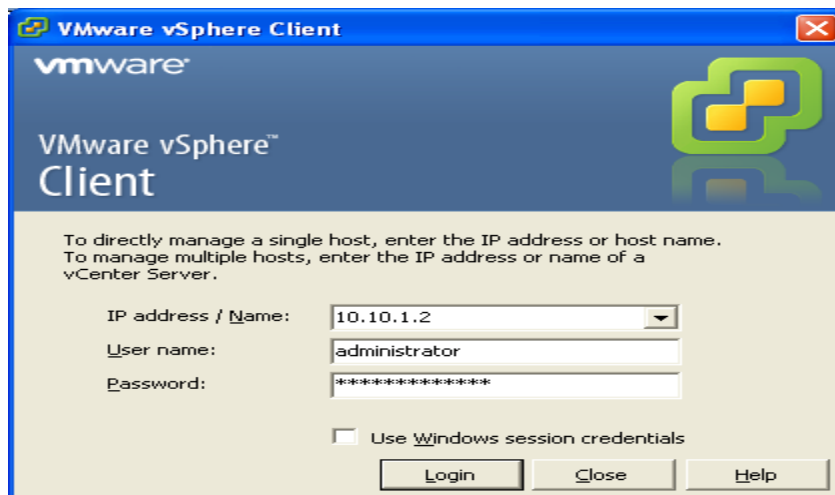 VMware vSphere Client
vmware
VMware vSphere™
Client
To directly manage a single host, enter the IP address or host name.
To manage multiple hosts, enter the IP address or name of a
vCenter Server.
IP address / Name: 10.10.1.2
User name: administrator
Password: *************
Use Windows session credentials
Login Close Help